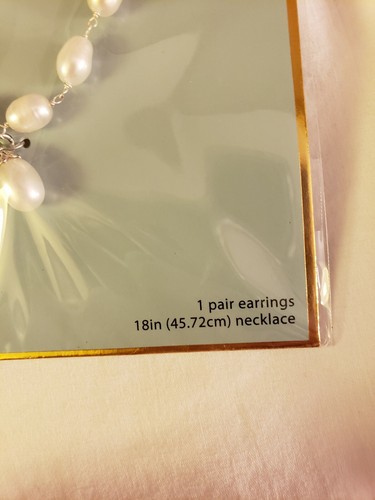 1 pair earrings
18in (45.72cm) necklace